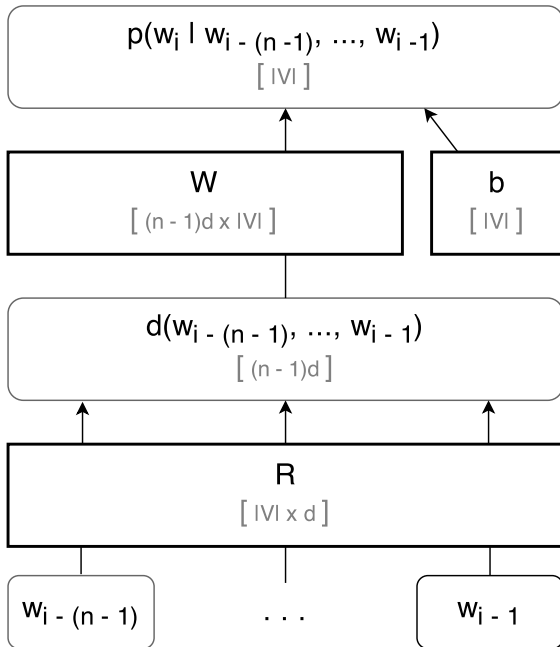 p(wi | wi - (n -1), ..., wi -1)
[ |V| ]
W
[ (n - 1)d x |V| ]
b
[ |V| ]
d(wi - (n - 1), ..., wi - 1)
[ (n - 1)d ]
R
[ |V| x d ]
wi - (n - 1)
. . .
wi - 1